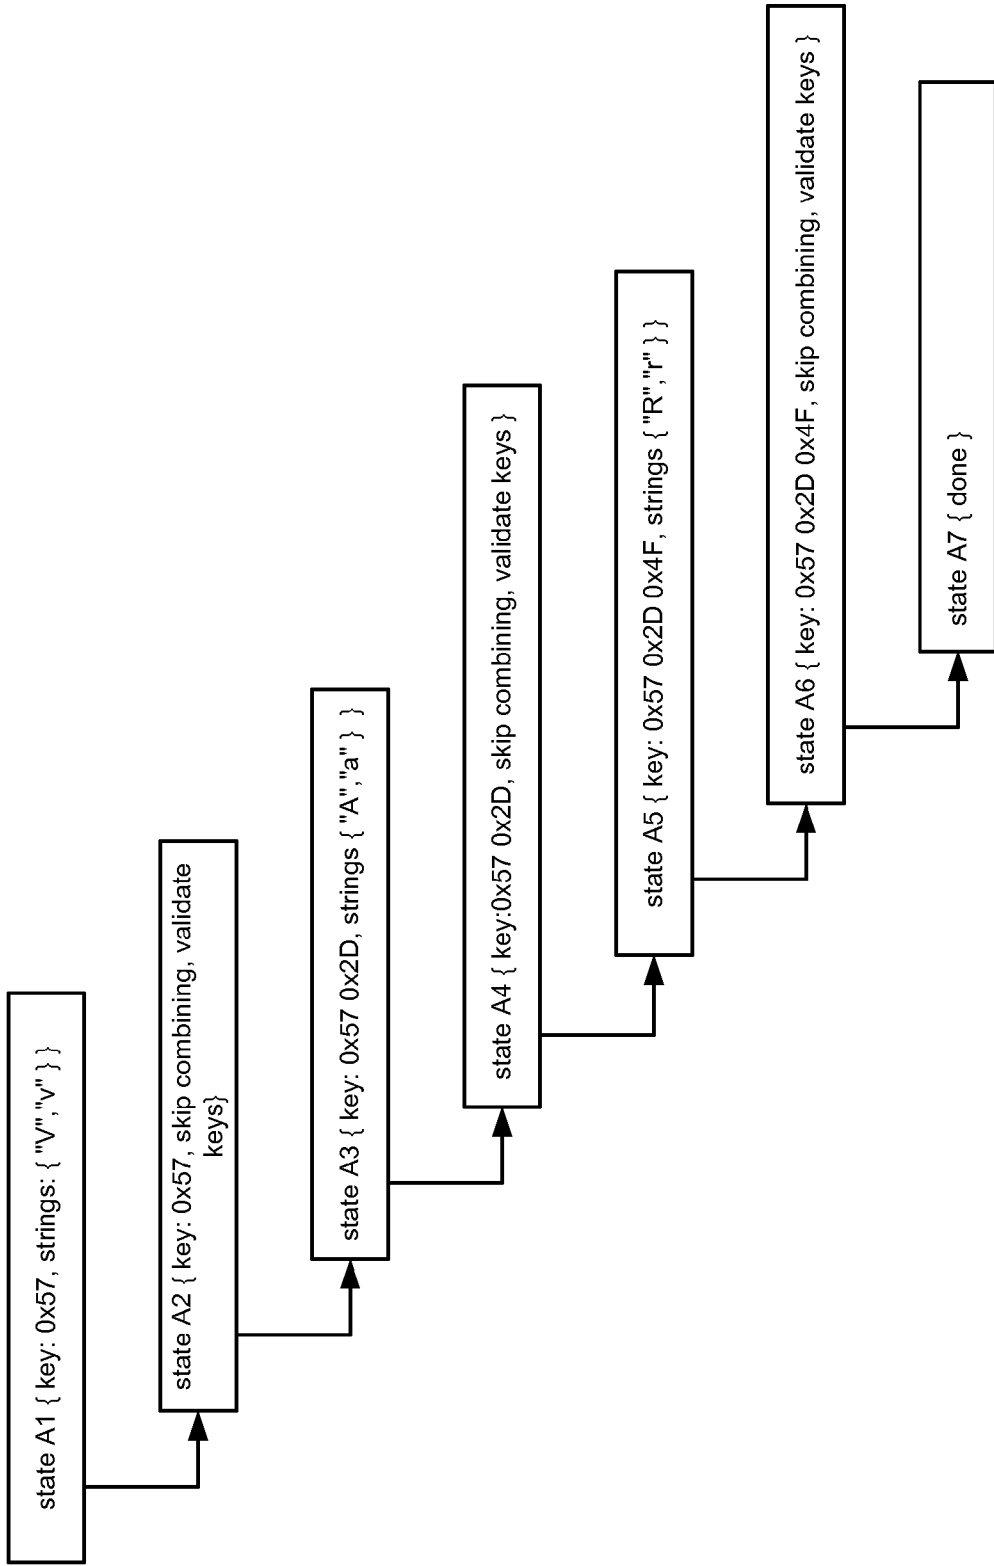 state A1 { key: 0x57, strings: { "V","v" } }
state A2 { key: 0x57, skip combining, validate
keys}
state A3 { key: 0x57 0x2D, strings { "A","a" }  }
state A4 { key:0x57 0x2D, skip combining, validate keys }
state A5 { key: 0x57 0x2D 0x4F, strings { "R","r" } }
state A6 { key: 0x57 0x2D 0x4F, skip combining, validate keys }
state A7 { done }